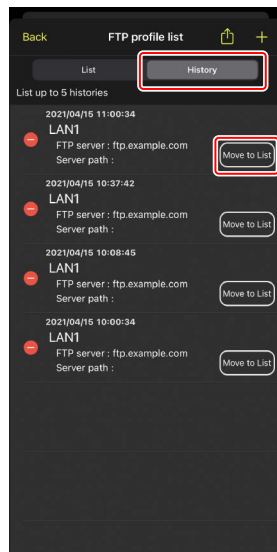 Back FTP profile list
List History
List up to 5 histories
2021/04/15 11:00:34
LAN1
FTP server : ftp.example.com
Server path :
Move to List
2021/04/15 10:37:42
LAN1
FTP server : ftp.example.com
Server path :
Move to List
2021/04/15 10:08:45
LAN1
FTP server : ftp.example.com
Server path :
Move to List
2021/04/15 10:00:34
LAN1
FTP server : ftp.example.com
Server path :
Move to List